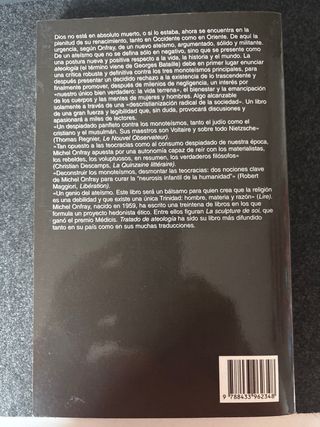 Dios no está en absoluto muerto, o si lo estaba, ahora se encuentra en la
plenitud de su renacimiento, tanto en Occidente como en Oriente. De aquí la
urgencia, según Onfray, de un nuevo ateísmo, argumentado, sólido y militante.
De un ateísmo que no se defina sólo en negativo, sino que se presente como
una postura nueva y positiva respecto a la vida, la historia y el mundo. La
ateología (el término viene de Georges Bataille) debe en primer lugar enunciar
una crítica robusta y definitiva contra los tres monoteísmos principales, para
después presentar un decidido rechazo a la existencia de lo trascendente y
finalmente promover, después de milenios de negligencia, un interés por
«nuestro único bien verdadero: la vida terrena», el bienestar y la emancipación
de los cuerpos y las mentes de mujeres y hombres. Algo alcanzable
solamente a través de una «descristianización radical de de sociedad». Un libro
de una gran fuerza y legibilidad que, sin duda, provocará discusiones y
apasionará a miles de lectores.
«Un despiadado panfleto contra los monoteísmos, tanto el judío como el
cristiano y el musulmán. Sus maestros son Voltaire y sobre todo Nietzsche»
(Thomas Regnier, Le Nouvel Observateur).
«Tan opuesto a las teocracias como al consumo despiadado de nuestra época,
Michel Onfray apuesta por una autonomía capaz de reír con los materialistas,
los rebeldes, los voluptuosos, en resumen, los verdaderos filósofos»
(Christian Descamps, La Quinzaine littéraire).
«Deconstruir los monoteísmos, desmontar las teocracias: dos nociones clave
de Michel Onfray para curar la "neurosis infantil de la humanidad"» (Robert
Maggiori, Libération).
«Un genio del ateísmo. Este libro será un bálsamo para quien crea que la religión
es una debilidad y que existe una única Trinidad: hombre, materia y razón» (Lire).
Michel Onfray, nacido en 1959, ha escrito una treintena de libros en los que
formula un proyecto hedonista ético. Entre ellos figuran La sculpture de soi, que
ganó el premio Médicis. Tratado de ateología ha sido su libro más difundido
tanto en su país como en sus muchas traducciones.
9 788433 962348